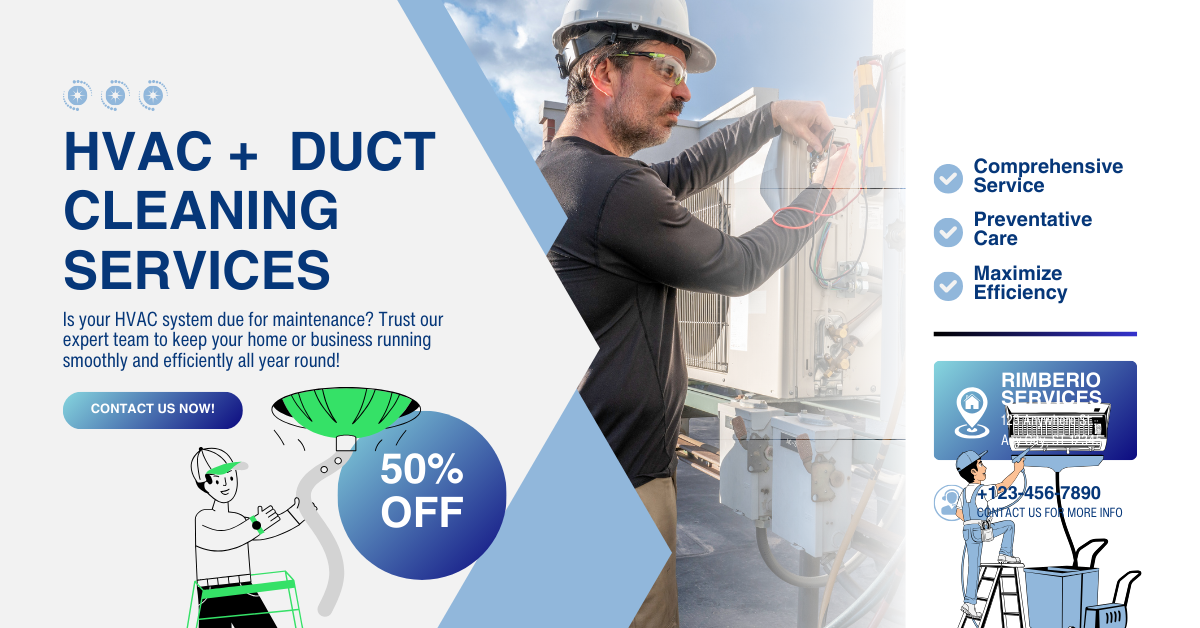 HVAC + DUCT
CLEANING
SERVICES
Is your HVAC system due for maintenance? Trust our
expert team to keep your home or business running
smoothly and efficiently all year round!
CONTACT US NOW!
50%
OFF
Comprehensive
Service
Preventative
Care
Maximize
Efficiency
RIMBERIO
SERVICES
+123-456-7890
CONTACT US FOR MORE INFO